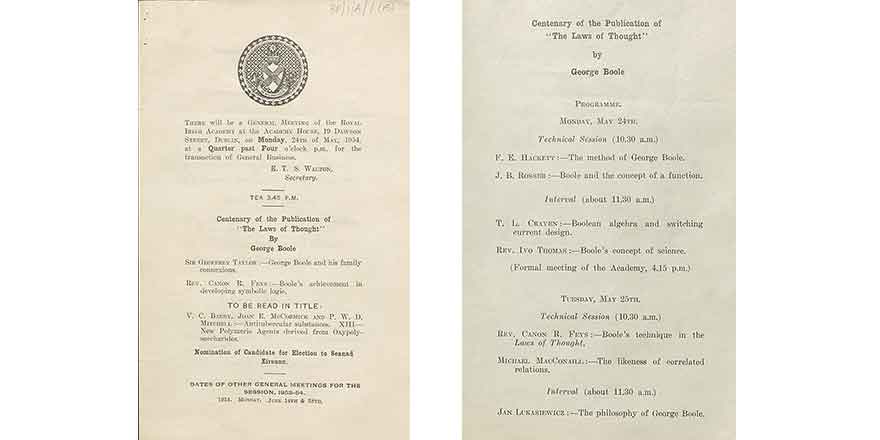 THERE will be a GENERAL MEETING of the ROYAL
IRISH ACADEMY at the ACADEMY HOUSE, 19 DAWSON
STREET, DUBLIN, on Monday, 24TH of MAY, 1954,
at a Quarter past Four o'clock p.m. for the
transaction of General Business.
E. T. S. WALTON,
Secretary.
TEA 3.45 P.M.
Centenary of the Publication of
"The Laws of Thought"
By
George Boole
SIR GEOFFREY TAYLOR :—George Boole and his family
connexions.
REV. CANON R. FEYS :—Boole's achievement in
developing symbolic logic.
TO BE READ IN TITLE:
V. C. BARRY, JOAN E. MCCORMICK AND P. W. D.
MITCHELL :—Antitubercular substances. XIII—
New Polymeric Agents derived from Oxypoly-
saccharides.
Nomination of Candidate for Election to Seanad
Eireann.
DATES OF OTHER GENERAL MEETINGS FOR THE
SESSION, 1953-54.
1954. MONDAY, JUNE 14TH & 28TH.
Centenary of the Publication of
"The Laws of Thought"
by
George Boole
PROGRAMME.
MONDAY, MAY 24TH.
Technical Session (10.30 a.m.)
F. E. HACKETT :—The method of George Boole.
J. B. ROSSER :—Boole and the concept of a function.
Interval (about 11.30 a.m.)
T. L. CRAVEN :—Boolean algebra and switching
current design.
REV. IVO THOMAS :—Boole's concept of science.
(Formal meeting of the Academy, 4.15 p.m.)
TUESDAY, MAY 25TH.
Technical Session (10.30 a.m.)
REV. CANON R. FEYS :—Boole's technique in the
Laws of Thought.
MICHAEL MACCONAILL :—The likeness of correlated
relations.
Interval (about 11.30 a.m.)
JAN LUKASIEWICZ :—The philosophy of George Boole.